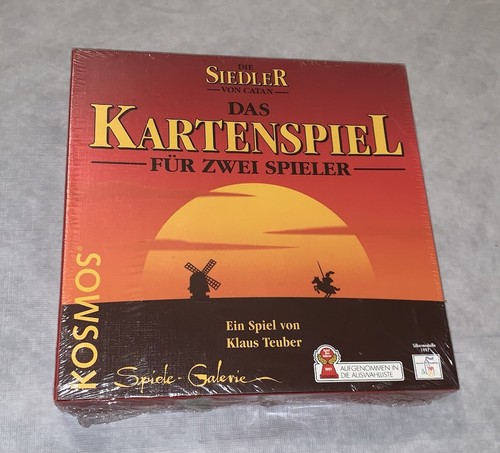 DIE
SIEDLER
VON CATAN
DAS
KARTENSPIEL
FÜR ZWEI SPIELER
KOSMOS
Ein Spiel von
Klaus Teuber
Spiele-Galerie
AUFGENOMMEN IN
DIE AUSWAHLLISTE